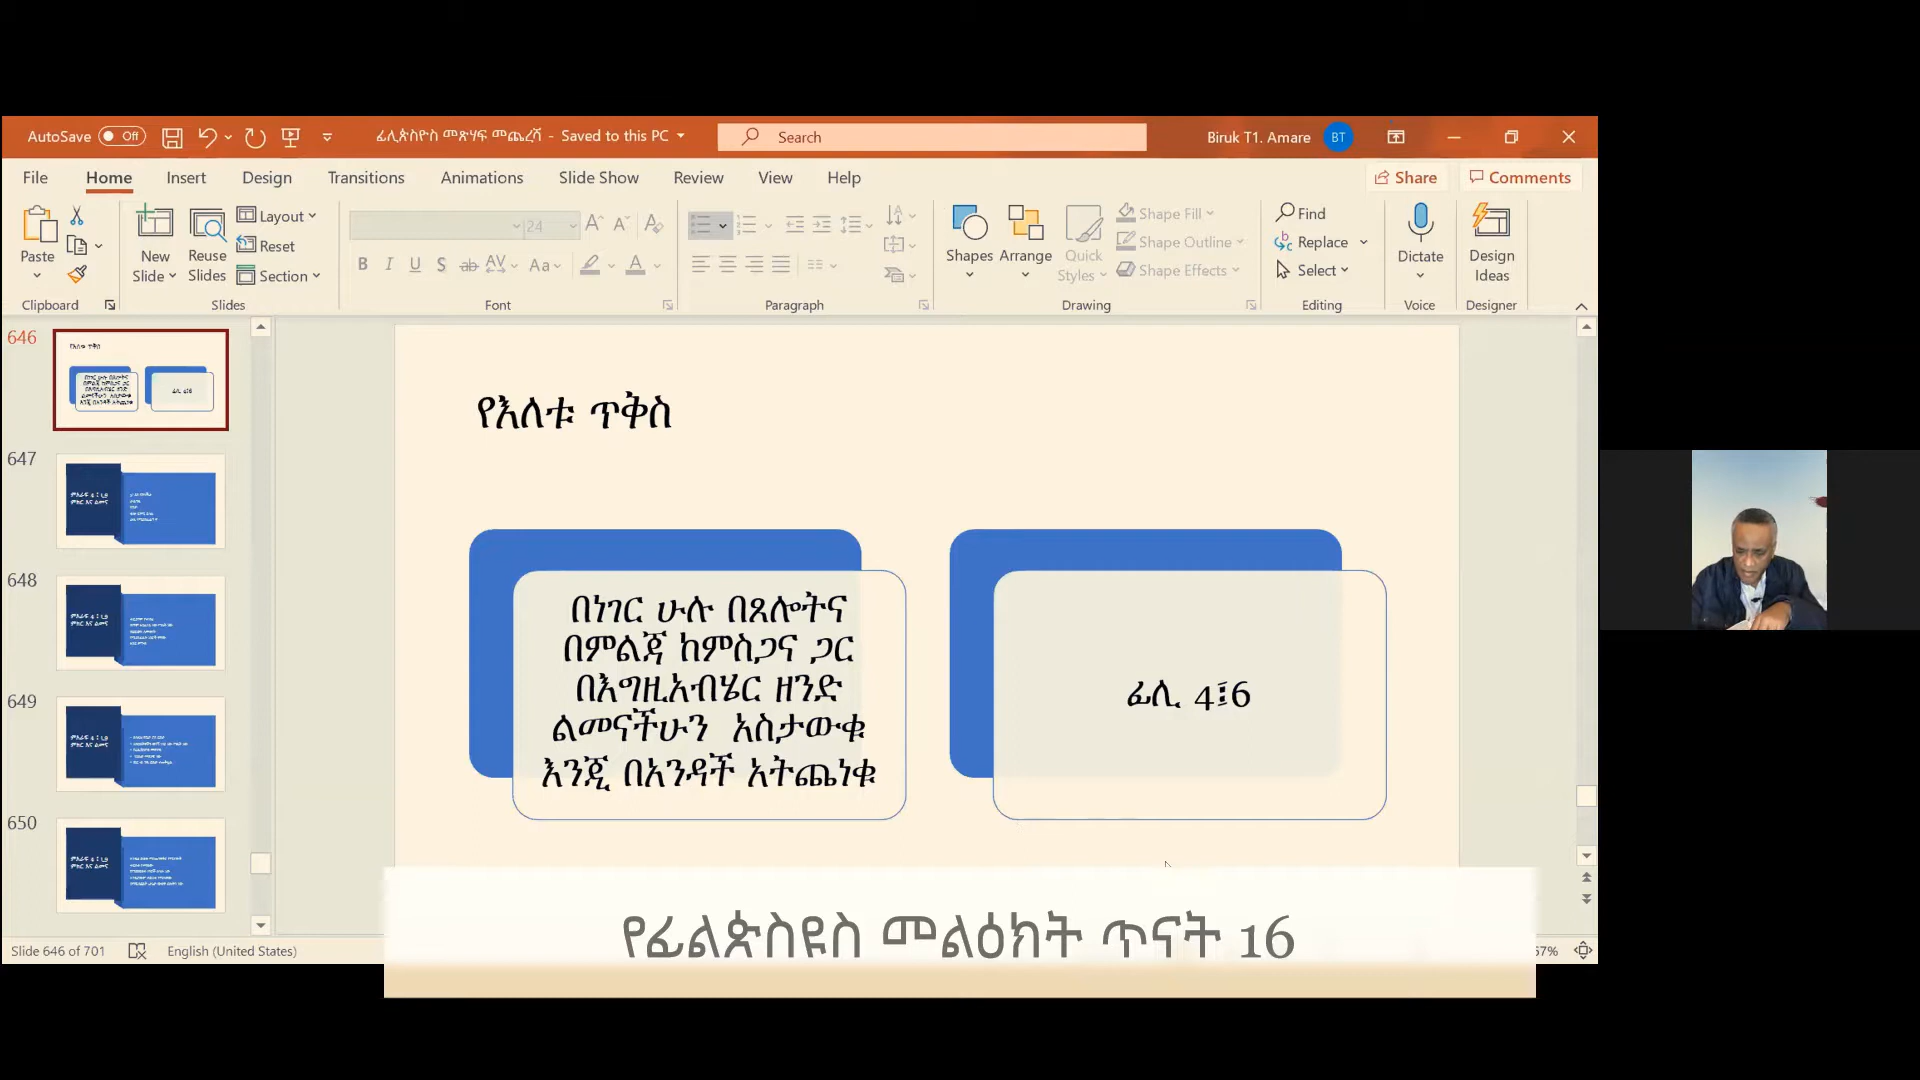 AutoSave Off
ፊሊጵስዮስ መጽሃፍ መጨረሻ - Saved to this PC
Search
Biruk T1. Amare BT
File Home Insert Design Transitions Animations Slide Show Review View Help
Share Comments
Paste
Clipboard
New Slide
Reuse Slides
Layout
Reset
Section
Slides
24
Font
Paragraph
Shapes
Arrange
Quick Styles
Shape Fill
Shape Outline
Shape Effects
Drawing
Find
Replace
Select
Editing
Dictate
Voice
Design Ideas
Designer
646
647
648
649
650
የእለቱ ጥቅስ
በነገር ሁሉ በጸሎትና
በምልጃ ከምስጋና ጋር
በእግዚአብሄር ዘንድ
ልመናችሁን አስታውቁ
እንጂ በአንዳች አትጨነቁ
ፊሊ 4፤6
የፊልጵስዩስ መልዕክት ጥናት 16
Slide 646 of 701
English (United States)
57%